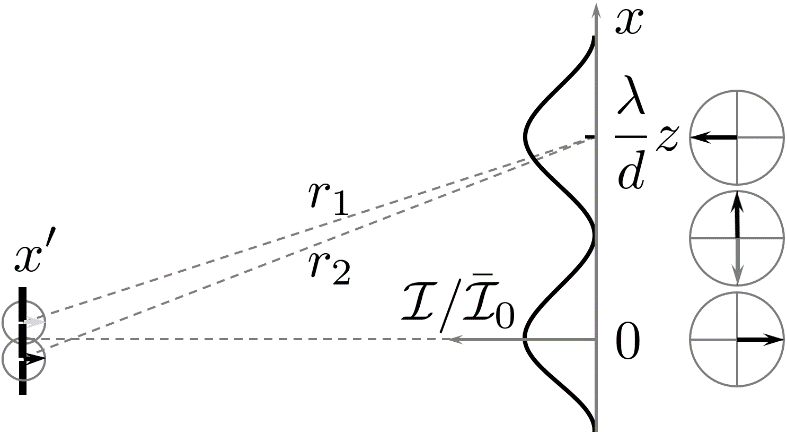 x
λ/d z
r₁
x′
r₂
𝓘/𝓘̄₀
0